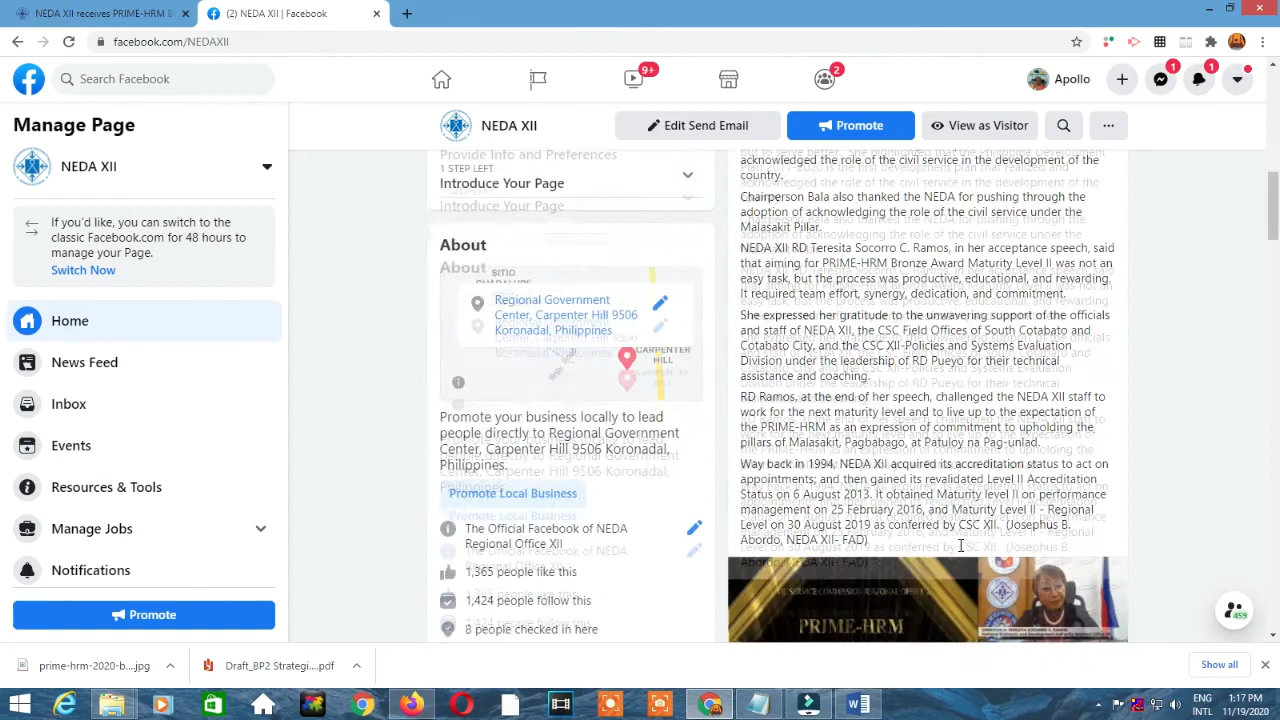 NEDA XII receives PRIME-HRM B
(2) NEDA XII | Facebook
facebook.com/NEDAXII
Search Facebook
9+
2
Apollo
1
1
Manage Page
NEDA XII
If you'd like, you can switch to the
classic Facebook.com for 48 hours to
manage your Page.
Switch Now
Home
News Feed
Inbox
Events
Resources & Tools
Manage Jobs
Notifications
Promote
NEDA XII
Edit Send Email
Promote
View as Visitor
Provide Info and Preferences
1 STEP LEFT
Introduce Your Page
Introduce Your Page
About
About
SITIO
Regional Government
Center, Carpenter Hill 9506
Koronadal, Philippines
CARPENTER
HILL
Promote your business locally to lead
people directly to Regional Government
Center, Carpenter Hill 9506 Koronadal,
Philippines.
Promote Local Business
The Official Facebook of NEDA
Regional Office XII
1,365 people like this
1,424 people follow this
8 people checked in here
acknowledged the role of the civil service in the development of the
country.
Chairperson Bala also thanked the NEDA for pushing through the
adoption of acknowledging the role of the civil service under the
Malasakit Pillar.
NEDA XII RD Teresita Socorro C. Ramos, in her acceptance speech, said
that aiming for PRIME-HRM Bronze Award Maturity Level II was not an
easy task, but the process was productive, educational, and rewarding.
It required team effort, synergy, dedication, and commitment.
She expressed her gratitude to the unwavering support of the officials
and staff of NEDA XII, the CSC Field Offices of South Cotabato and
Cotabato City, and the CSC XII-Policies and Systems Evaluation
Division under the leadership of RD Pueyo for their technical
assistance and coaching.
RD Ramos, at the end of her speech, challenged the NEDA XII staff to
work for the next maturity level and to live up to the expectation of
the PRIME-HRM as an expression of commitment to upholding the
pillars of Malasakit, Pagbabago, at Patuloy na Pag-unlad.
Way back in 1994, NEDA XII acquired its accreditation status to act on
appointments; and then gained its revalidated Level II Accreditation
Status on 6 August 2013. It obtained Maturity level II on performance
management on 25 February 2016, and Maturity Level II - Regional
Level on 30 August 2019 as conferred by CSC XII. (Josephus B.
Abordo, NEDA XII- FAD)
PRIME-HRM
459
prime-hrm-2020-b....jpg
Draft_BP2 Strategi....pdf
Show all
ENG
INTL
1:17 PM
11/19/2020